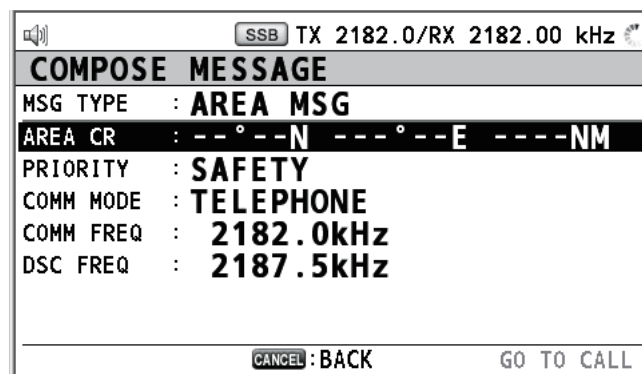 SSB TX 2182.0/RX 2182.00 kHz
COMPOSE MESSAGE
MSG TYPE : AREA MSG
AREA CR : --°--N ---°--E ----NM
PRIORITY : SAFETY
COMM MODE : TELEPHONE
COMM FREQ : 2182.0kHz
DSC FREQ : 2187.5kHz
CANCEL : BACK GO TO CALL